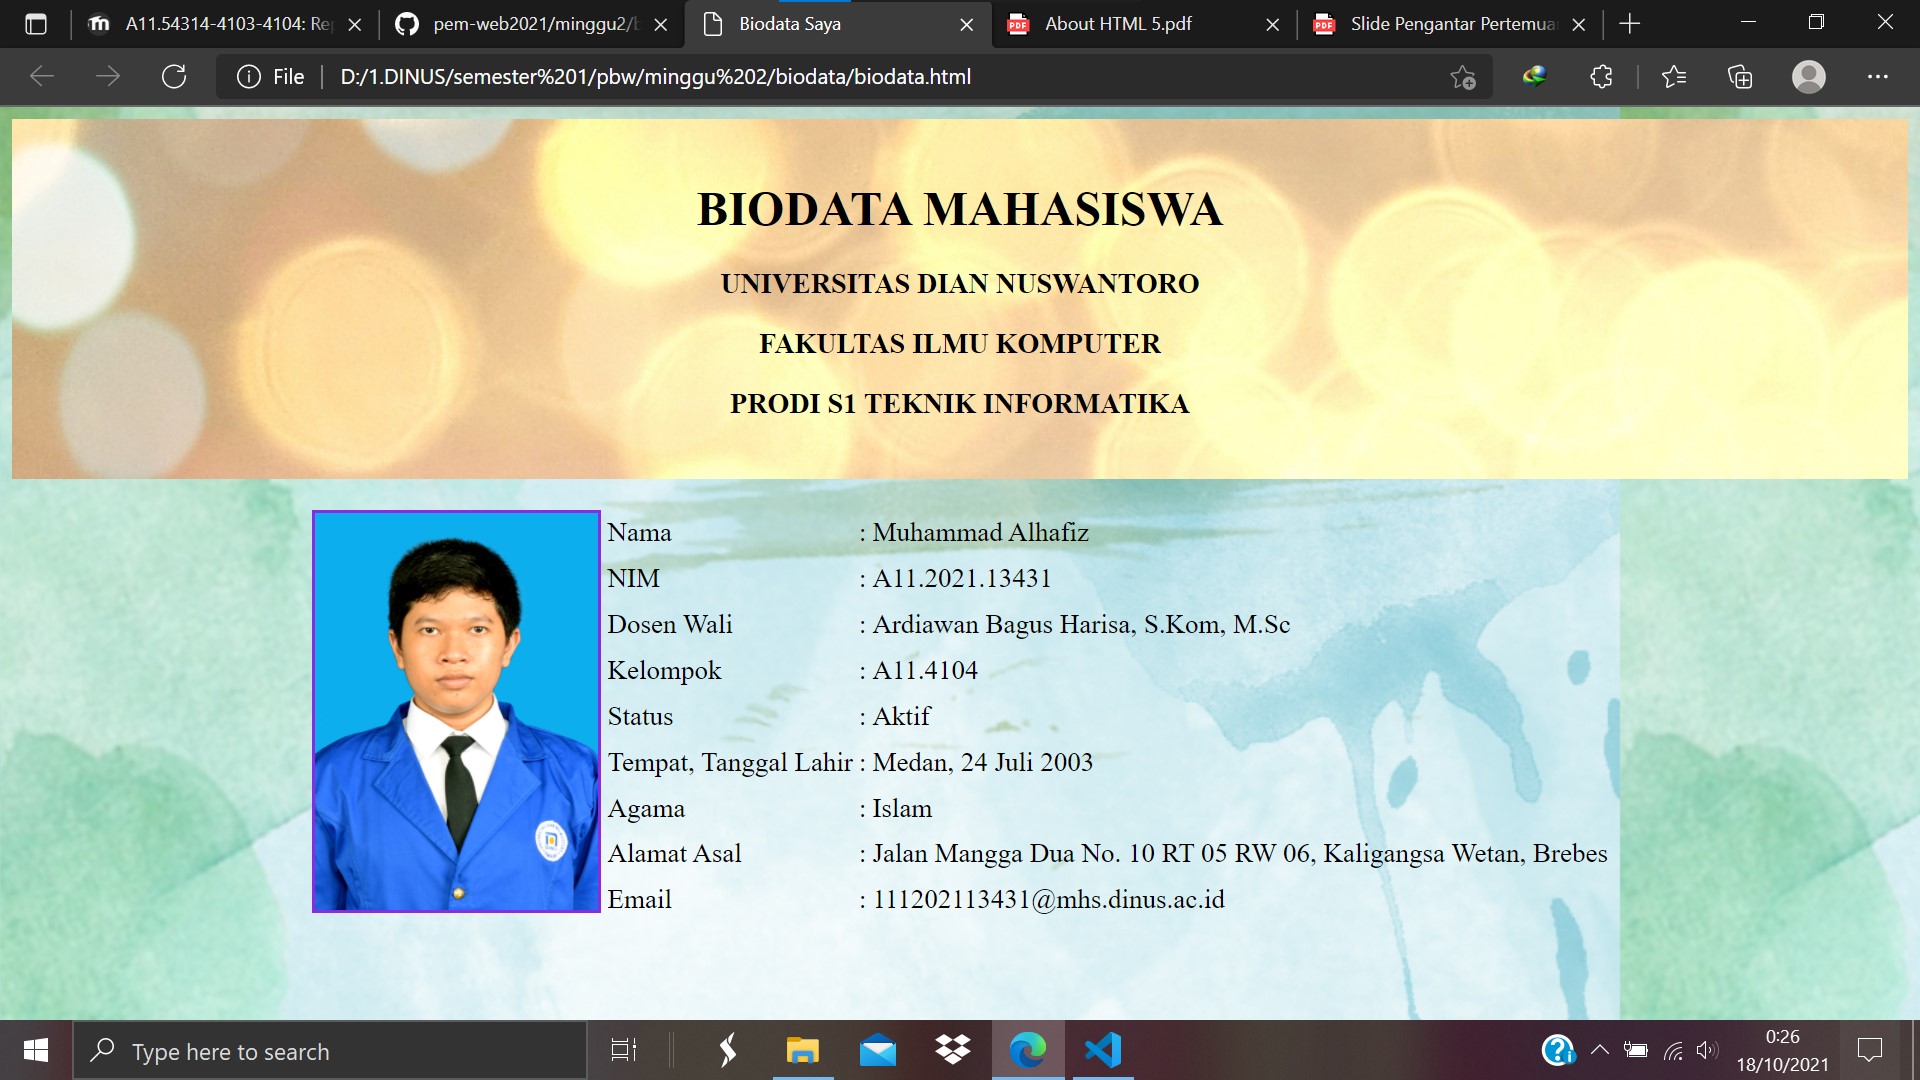 A11.54314-4103-4104: Re
pem-web2021/minggu2/b
Biodata Saya
About HTML 5.pdf
Slide Pengantar Pertemua
File
D:/1.DINUS/semester%201/pbw/minggu%202/biodata/biodata.html
BIODATA MAHASISWA
UNIVERSITAS DIAN NUSWANTORO
FAKULTAS ILMU KOMPUTER
PRODI S1 TEKNIK INFORMATIKA
Nama : Muhammad Alhafiz
NIM : A11.2021.13431
Dosen Wali : Ardiawan Bagus Harisa, S.Kom, M.Sc
Kelompok : A11.4104
Status : Aktif
Tempat, Tanggal Lahir : Medan, 24 Juli 2003
Agama : Islam
Alamat Asal : Jalan Mangga Dua No. 10 RT 05 RW 06, Kaligangsa Wetan, Brebes
Email : 111202113431@mhs.dinus.ac.id
Type here to search
0:26
18/10/2021